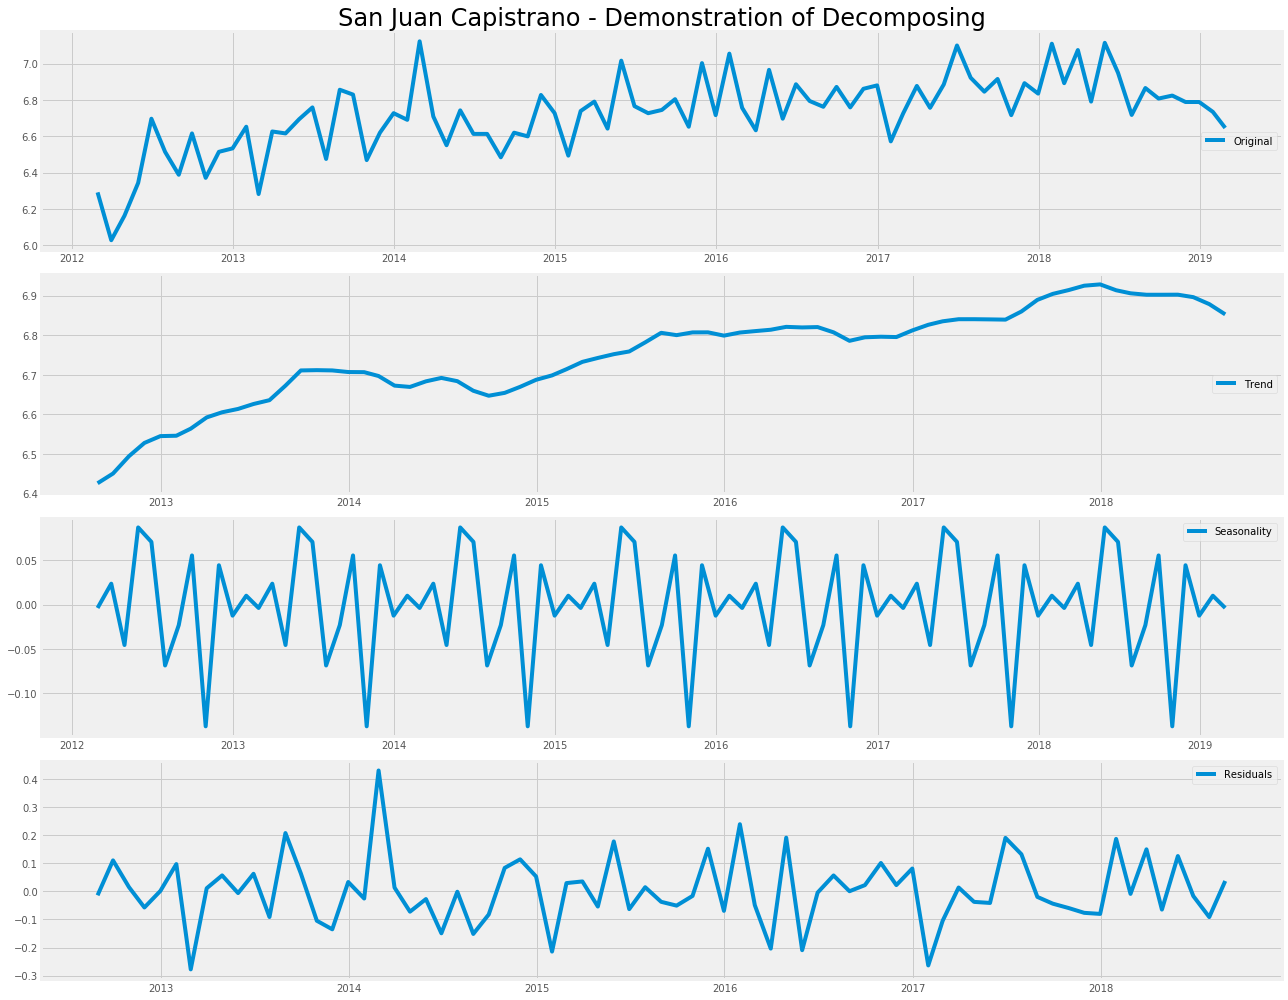 San Juan Capistrano - Demonstration of Decomposing
7.0
6.8
6.6
6.4
6.2
6.0
Original
2012 2013 2014 2015 2016 2017 2018 2019
6.9
6.8
6.7
6.6
6.5
6.4
Trend
2013 2014 2015 2016 2017 2018
Seasonality
0.05
0.00
−0.05
−0.10
2012 2013 2014 2015 2016 2017 2018 2019
Residuals
0.4
0.3
0.2
0.1
0.0
−0.1
−0.2
−0.3
2013 2014 2015 2016 2017 2018